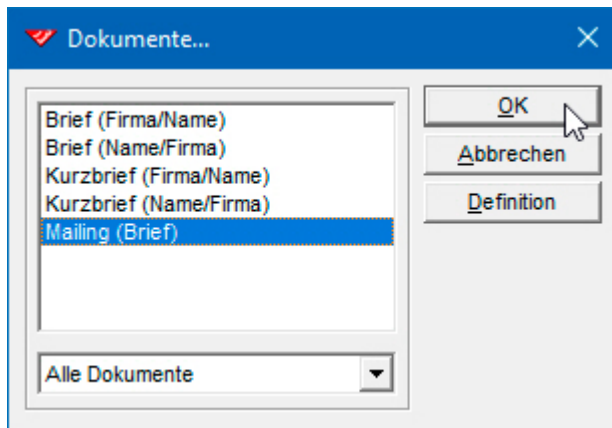 Dokumente...
Brief (Firma/Name)
Brief (Name/Firma)
Kurzbrief (Firma/Name)
Kurzbrief (Name/Firma)
Mailing (Brief)
Alle Dokumente
OK
Abbrechen
Definition